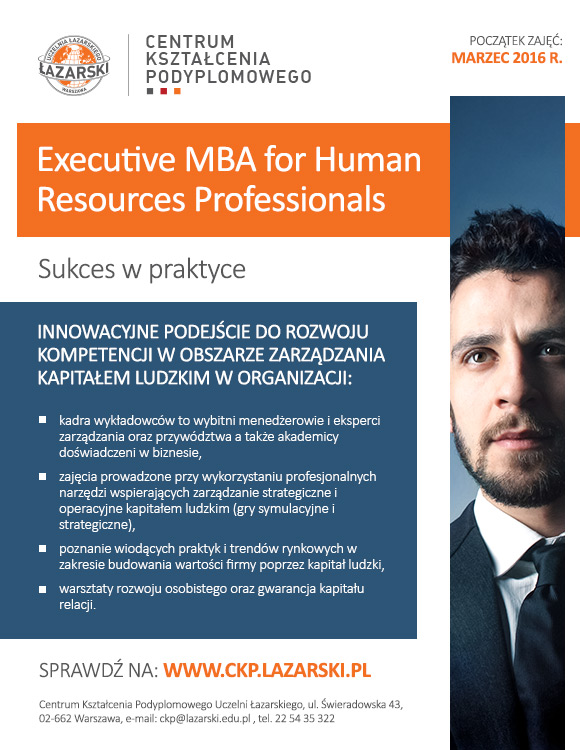 UCZELNIA ŁAZARSKIEGO
ŁAZARSKI
WARSZAWA
CENTRUM
KSZTAŁCENIA
PODYPLOMOWEGO
POCZĄTEK ZAJĘĆ:
MARZEC 2016 R.
Executive MBA for Human
Resources Professionals
Sukces w praktyce
INNOWACYJNE PODEJŚCIE DO ROZWOJU
KOMPETENCJI W OBSZARZE ZARZĄDZANIA
KAPITAŁEM LUDZKIM W ORGANIZACJI:
kadra wykładowców to wybitni menedżerowie i eksperci
zarządzania oraz przywództwa a także akademicy
doświadczeni w biznesie,
zajęcia prowadzone przy wykorzystaniu profesjonalnych
narzędzi wspierających zarządzanie strategiczne i
operacyjne kapitałem ludzkim (gry symulacyjne i
strategiczne),
poznanie wiodących praktyk i trendów rynkowych w
zakresie budowania wartości firmy poprzez kapitał ludzki,
warsztaty rozwoju osobistego oraz gwarancja kapitału
relacji.
SPRAWDŹ NA: WWW.CKP.LAZARSKI.PL
Centrum Kształcenia Podyplomowego Uczelni Łazarskiego, ul. Świeradowska 43,
02-662 Warszawa, e-mail: ckp@lazarski.edu.pl , tel. 22 54 35 322